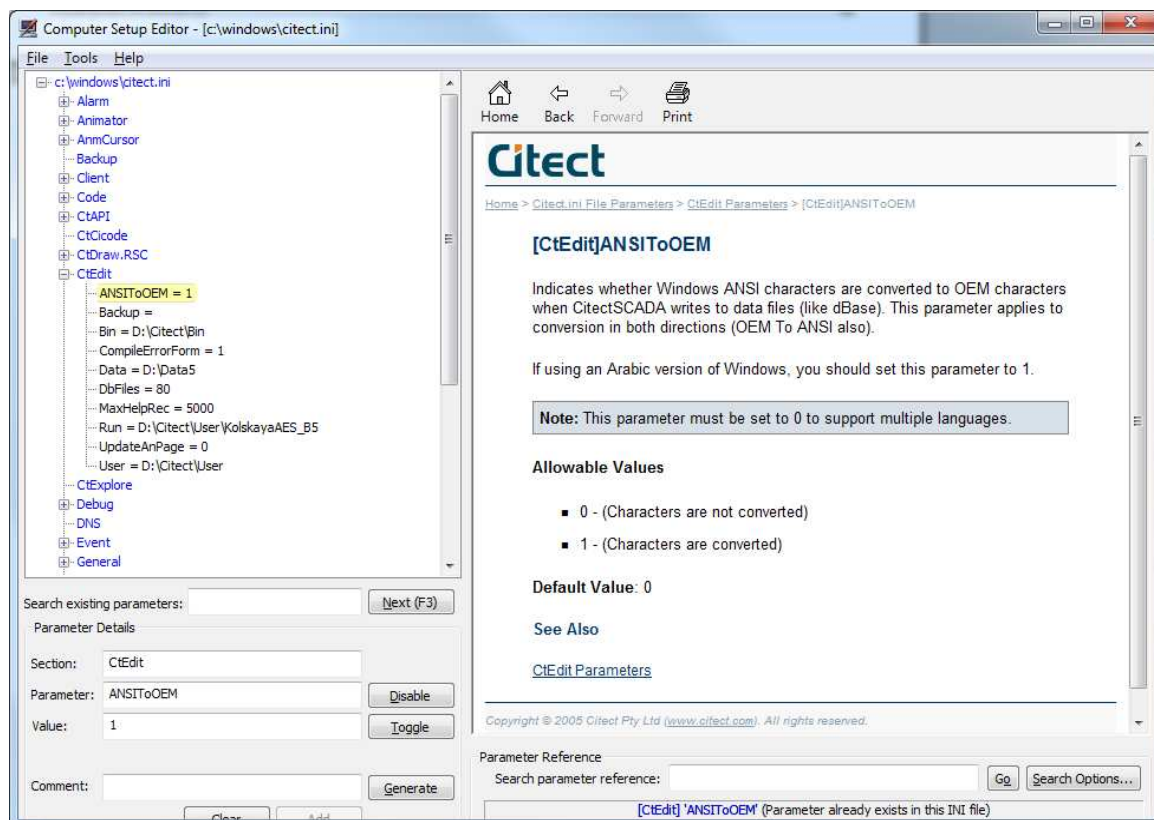 Computer Setup Editor - [c:\windows\citect.ini]
File Tools Help
c:\windows\citect.ini
Alarm
Animator
AnmCursor
Backup
Client
Code
CtAPI
CtCicode
CtDraw.RSC
CtEdit
ANSIToOEM = 1
Backup =
Bin = D:\Citect\Bin
CompileErrorForm = 1
Data = D:\Data5
DbFiles = 80
MaxHelpRec = 5000
Run = D:\Citect\User\KolskayaAES_B5
UpdateAnPage = 0
User = D:\Citect\User
CtExplore
Debug
DNS
Event
General
Search existing parameters:
Next (F3)
Parameter Details
Section: CtEdit
Parameter: ANSIToOEM
Disable
Value: 1
Toggle
Comment:
Generate
Clear Add
Home Back Forward Print
Citect
Home > Citect.ini File Parameters > CtEdit Parameters > [CtEdit]ANSIToOEM
[CtEdit]ANSIToOEM
Indicates whether Windows ANSI characters are converted to OEM characters
when CitectSCADA writes to data files (like dBase). This parameter applies to
conversion in both directions (OEM To ANSI also).
If using an Arabic version of Windows, you should set this parameter to 1.
Note: This parameter must be set to 0 to support multiple languages.
Allowable Values
0 - (Characters are not converted)
1 - (Characters are converted)
Default Value: 0
See Also
CtEdit Parameters
Copyright © 2005 Citect Pty Ltd (www.citect.com). All rights reserved.
Parameter Reference
Search parameter reference:
Go Search Options...
[CtEdit] 'ANSIToOEM' (Parameter already exists in this INI file)